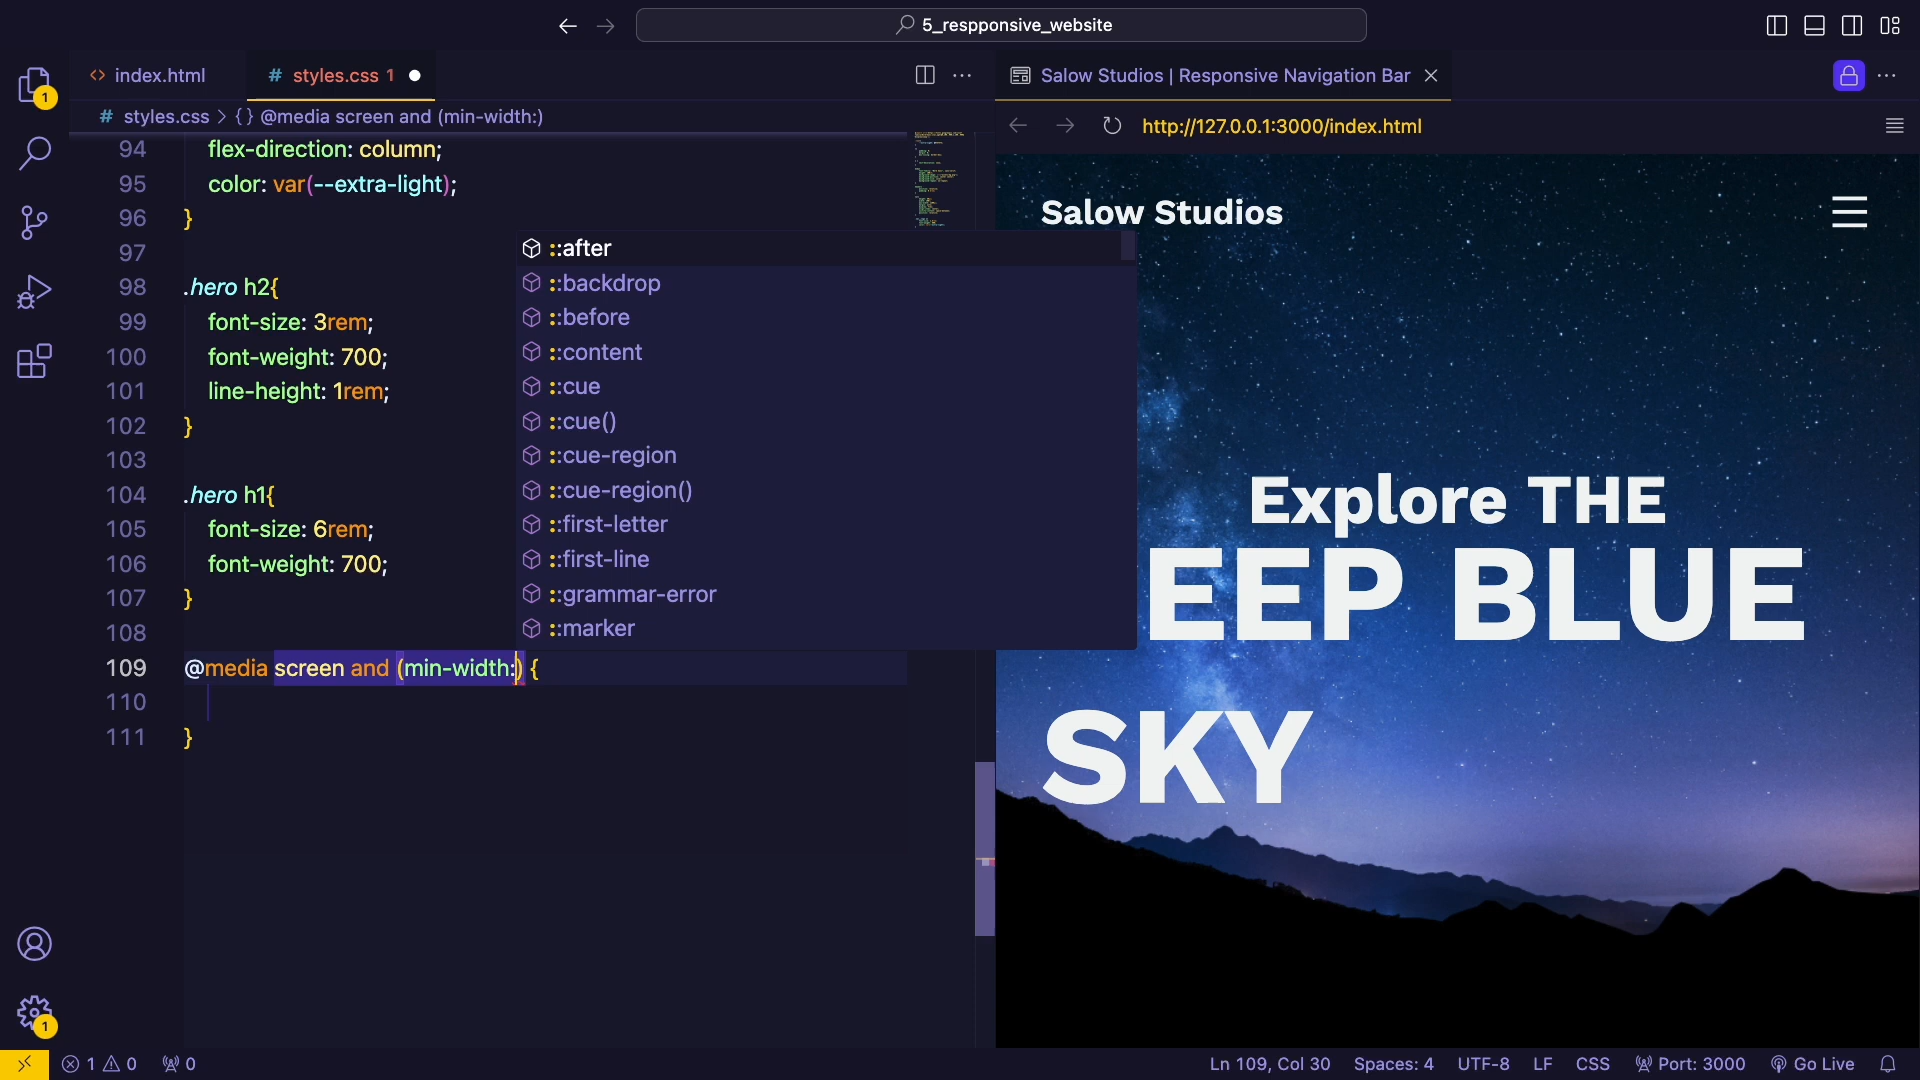 5_respponsive_website
index.html
# styles.css 1
Salow Studios | Responsive Navigation Bar
# styles.css > {} @media screen and (min-width:)
http://127.0.0.1:3000/index.html
94 flex-direction: column;
95 color: var(--extra-light);
96 }
97
98 .hero h2{
99 font-size: 3rem;
100 font-weight: 700;
101 line-height: 1rem;
102 }
103
104 .hero h1{
105 font-size: 6rem;
106 font-weight: 700;
107 }
108
109 @media screen and (min-width:) {
110
111 }
::after
::backdrop
::before
::content
::cue
::cue()
::cue-region
::cue-region()
::first-letter
::first-line
::grammar-error
::marker
Salow Studios
Explore THE
EEP BLUE
SKY
1
1
1 0 0
Ln 109, Col 30 Spaces: 4 UTF-8 LF CSS Port: 3000 Go Live